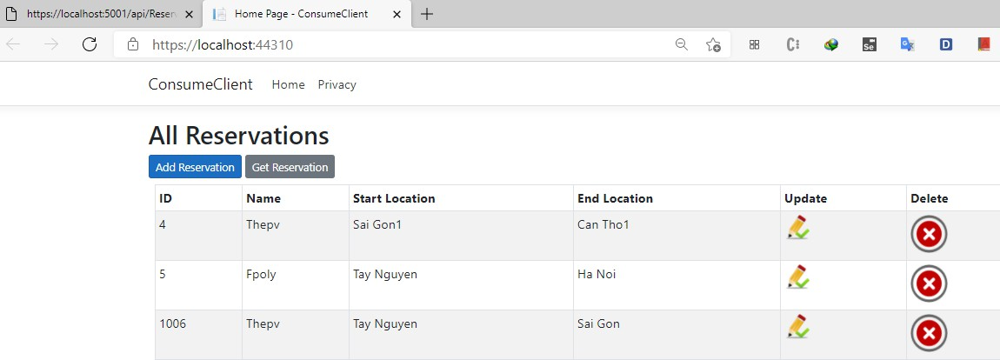 https://localhost:5001/api/Reser
Home Page - ConsumeClient
https://localhost:44310
ConsumeClient Home Privacy
All Reservations
Add Reservation Get Reservation
ID Name Start Location End Location Update Delete
4 Thepv Sai Gon1 Can Tho1
5 Fpoly Tay Nguyen Ha Noi
1006 Thepv Tay Nguyen Sai Gon